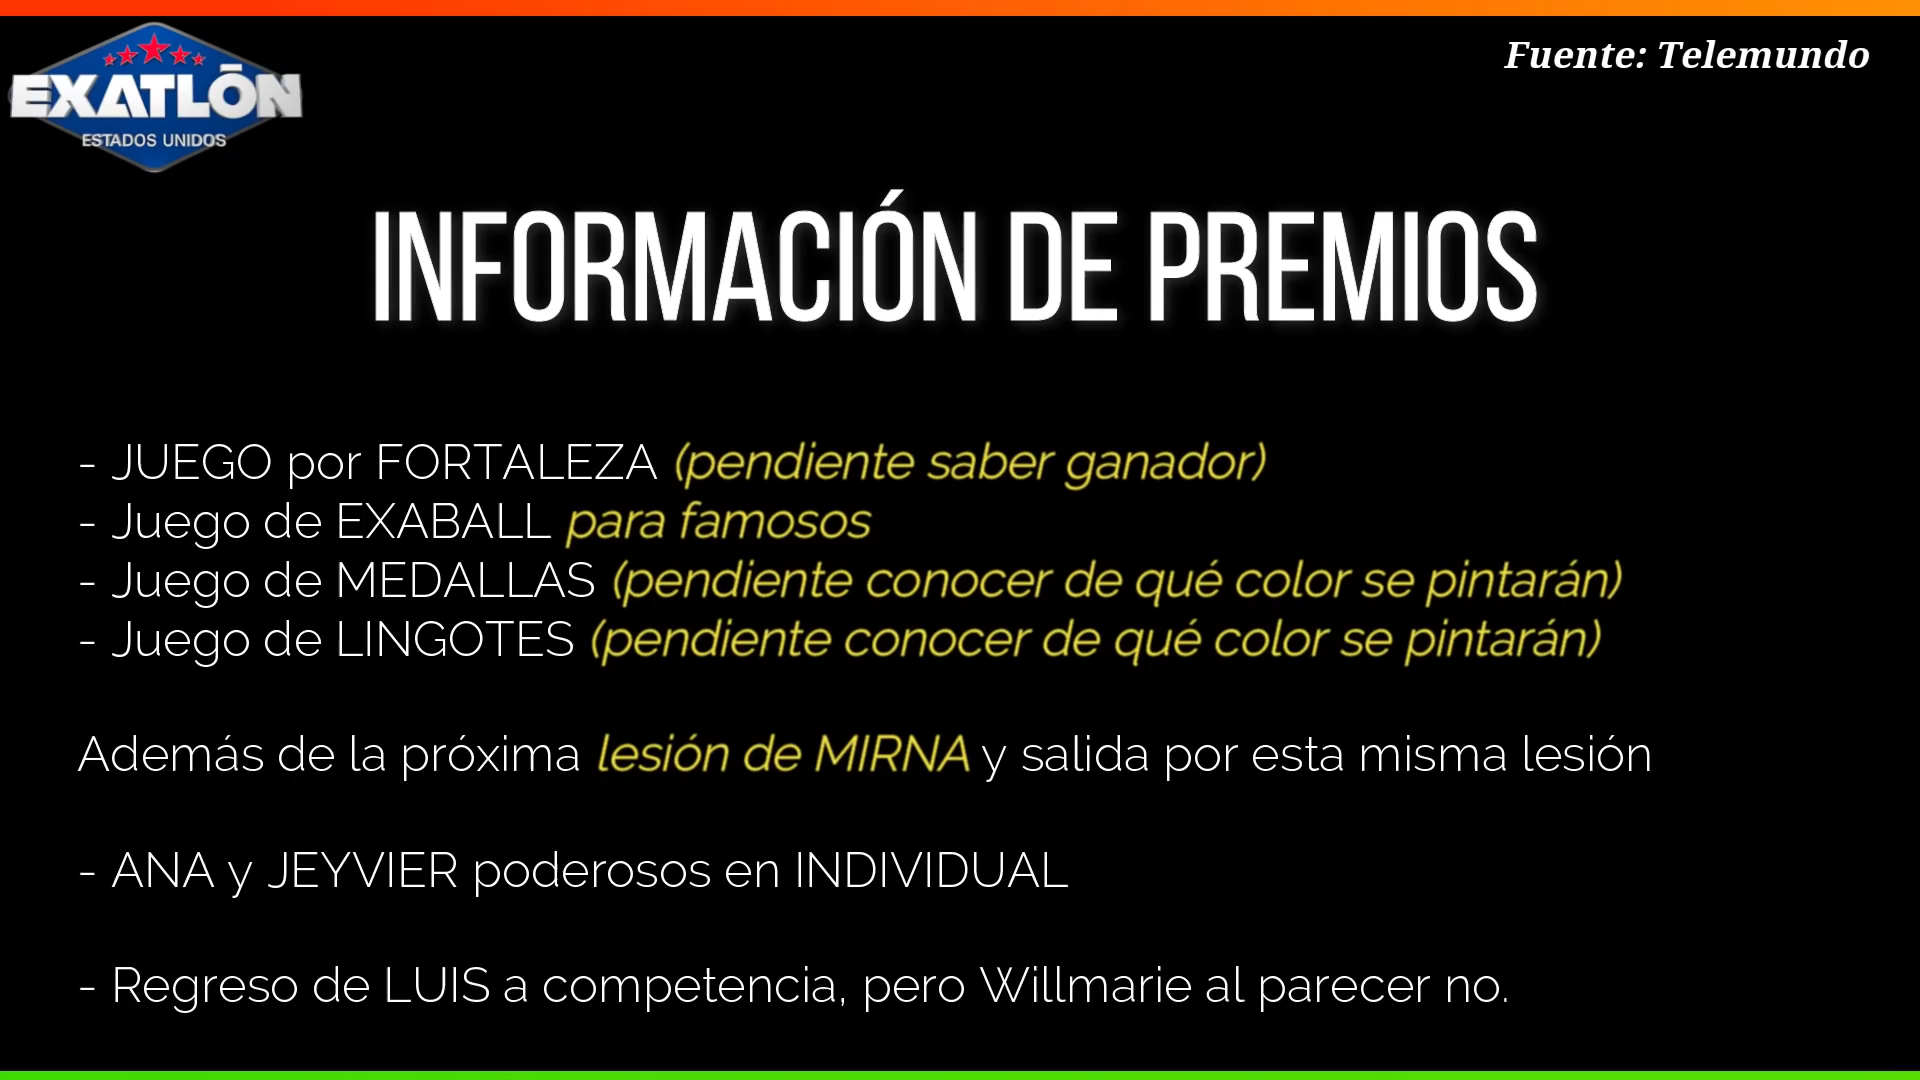 EXATLŌN
ESTADOS UNIDOS
Fuente: Telemundo
INFORMACIÓN DE PREMIOS
- JUEGO por FORTALEZA (pendiente saber ganador)
- Juego de EXABALL para famosos
- Juego de MEDALLAS (pendiente conocer de qué color se pintarán)
- Juego de LINGOTES (pendiente conocer de qué color se pintarán)
Además de la próxima lesión de MIRNA y salida por esta misma lesión
- ANA y JEYVIER poderosos en INDIVIDUAL
- Regreso de LUIS a competencia, pero Willmarie al parecer no.